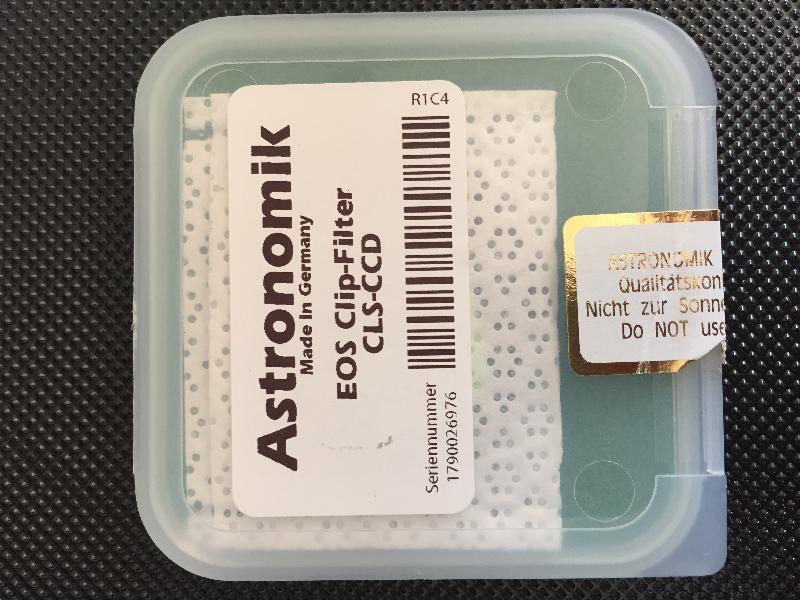 Astronomik
Made In Germany
EOS Clip-Filter
CLS-CCD
R1C4
Seriennummer
1790026976
ASTRONOMIK
Qualitätskon
Nicht zur Sonne
Do NOT use